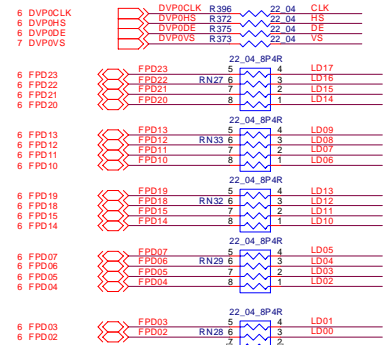 6 DVP0CLK DVP0CLK R396 22_04 CLK
6 DVP0HS DVP0HS R372 22_04 HS
6 DVP0DE DVP0DE R375 22_04 DE
7 DVP0VS DVP0VS R373 22_04 VS
22_04_8P4R
6 FPD23 FPD23 5 4 LD17
6 FPD22 FPD22 RN27 6 3 LD16
6 FPD21 FPD21 7 2 LD15
6 FPD20 FPD20 8 1 LD14
22_04_8P4R
6 FPD13 FPD13 5 4 LD09
6 FPD12 FPD12 RN33 6 3 LD08
6 FPD11 FPD11 7 2 LD07
6 FPD10 FPD10 8 1 LD06
22_04_8P4R
6 FPD19 FPD19 5 4 LD13
6 FPD18 FPD18 RN32 6 3 LD12
6 FPD15 FPD15 7 2 LD11
6 FPD14 FPD14 8 1 LD10
22_04_8P4R
6 FPD07 FPD07 5 4 LD05
6 FPD06 FPD06 RN29 6 3 LD04
6 FPD05 FPD05 7 2 LD03
6 FPD04 FPD04 8 1 LD02
22_04_8P4R
6 FPD03 FPD03 5 4 LD01
6 FPD02 FPD02 RN28 6 3 LD00
7 2